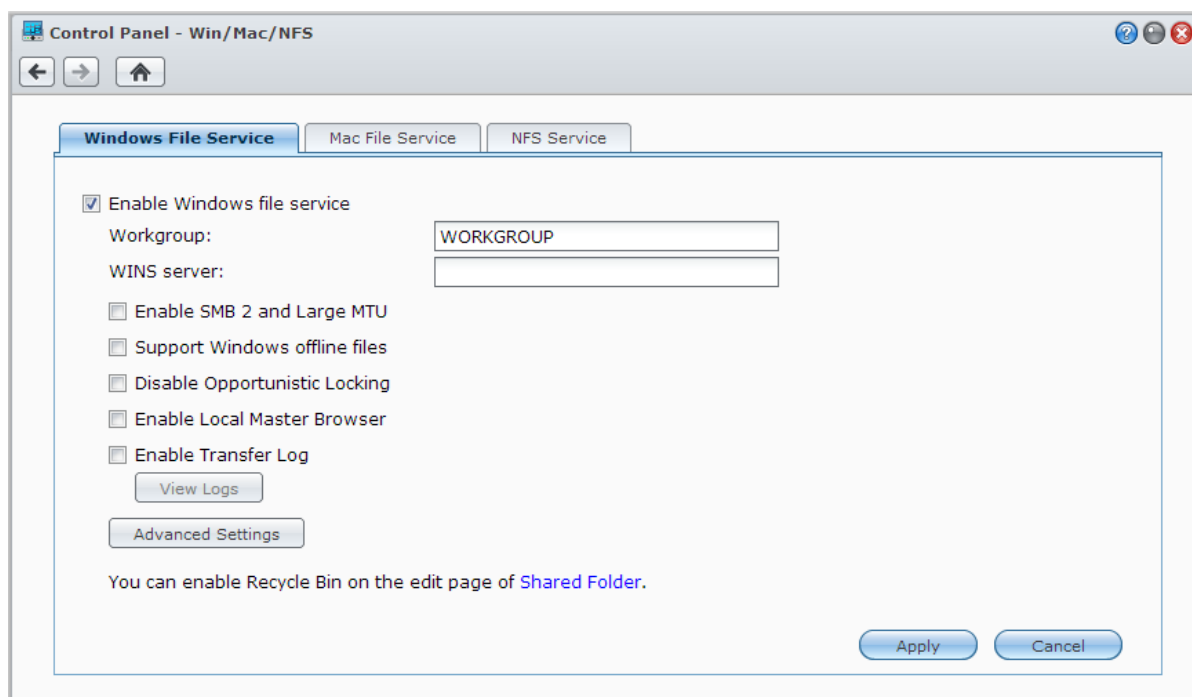 Control Panel - Win/Mac/NFS
Windows File Service Mac File Service NFS Service
Enable Windows file service
Workgroup: WORKGROUP
WINS server:
Enable SMB 2 and Large MTU
Support Windows offline files
Disable Opportunistic Locking
Enable Local Master Browser
Enable Transfer Log
View Logs
Advanced Settings
You can enable Recycle Bin on the edit page of Shared Folder.
Apply Cancel